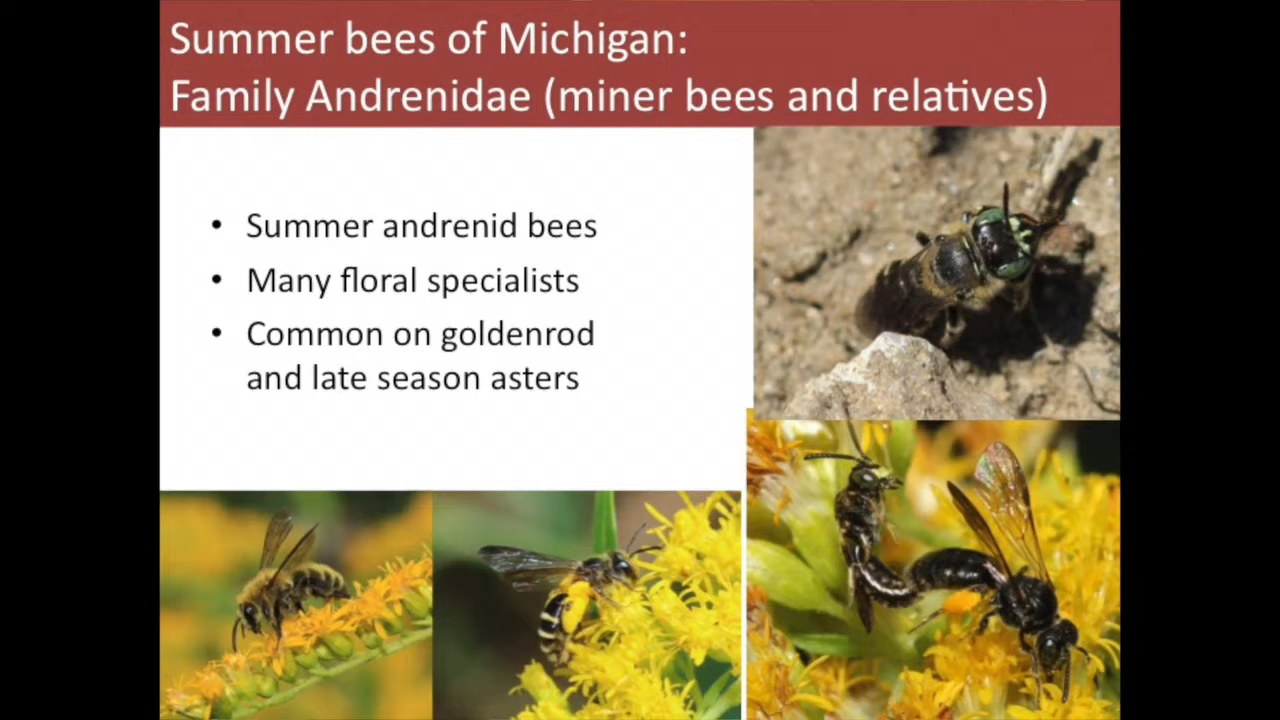 Summer bees of Michigan:
Family Andrenidae (miner bees and relatives)
• Summer andrenid bees
• Many floral specialists
• Common on goldenrod
and late season asters